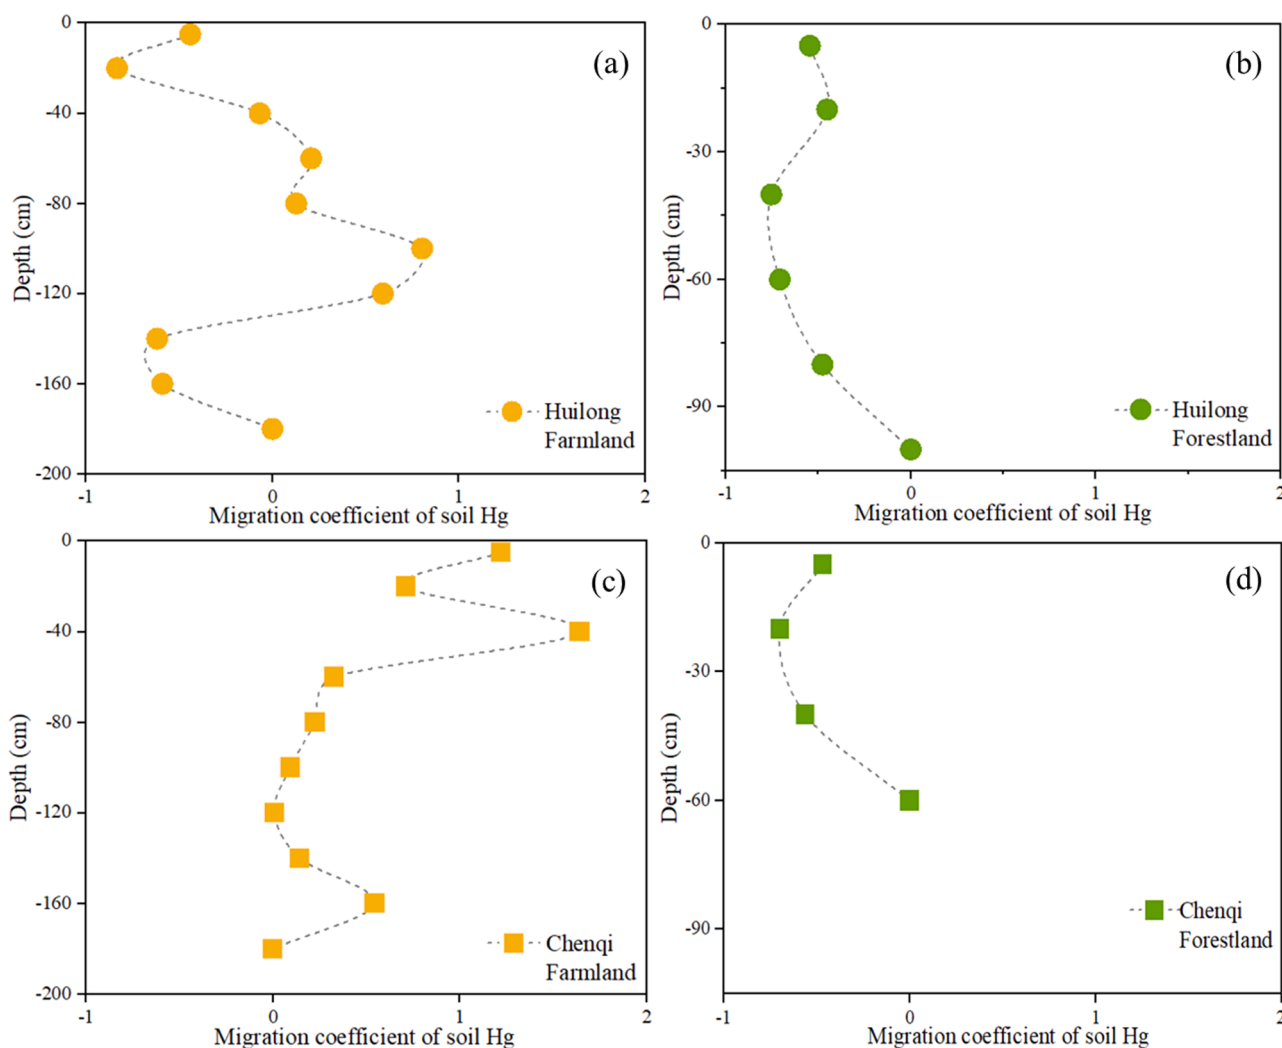 (a)
0
-40
-80
-120
-160
-200
Depth (cm)
-1
0
1
2
Migration coefficient of soil Hg
Huilong
Farmland
(b)
0
-30
-60
-90
Depth (cm)
-1
0
1
2
Migration coefficient of soil Hg
Huilong
Forestland
(c)
0
-40
-80
-120
-160
-200
Depth (cm)
-1
0
1
2
Migration coefficient of soil Hg
Chenqi
Farmland
(d)
0
-30
-60
-90
Depth (cm)
-1
0
1
2
Migration coefficient of soil Hg
Chenqi
Forestland